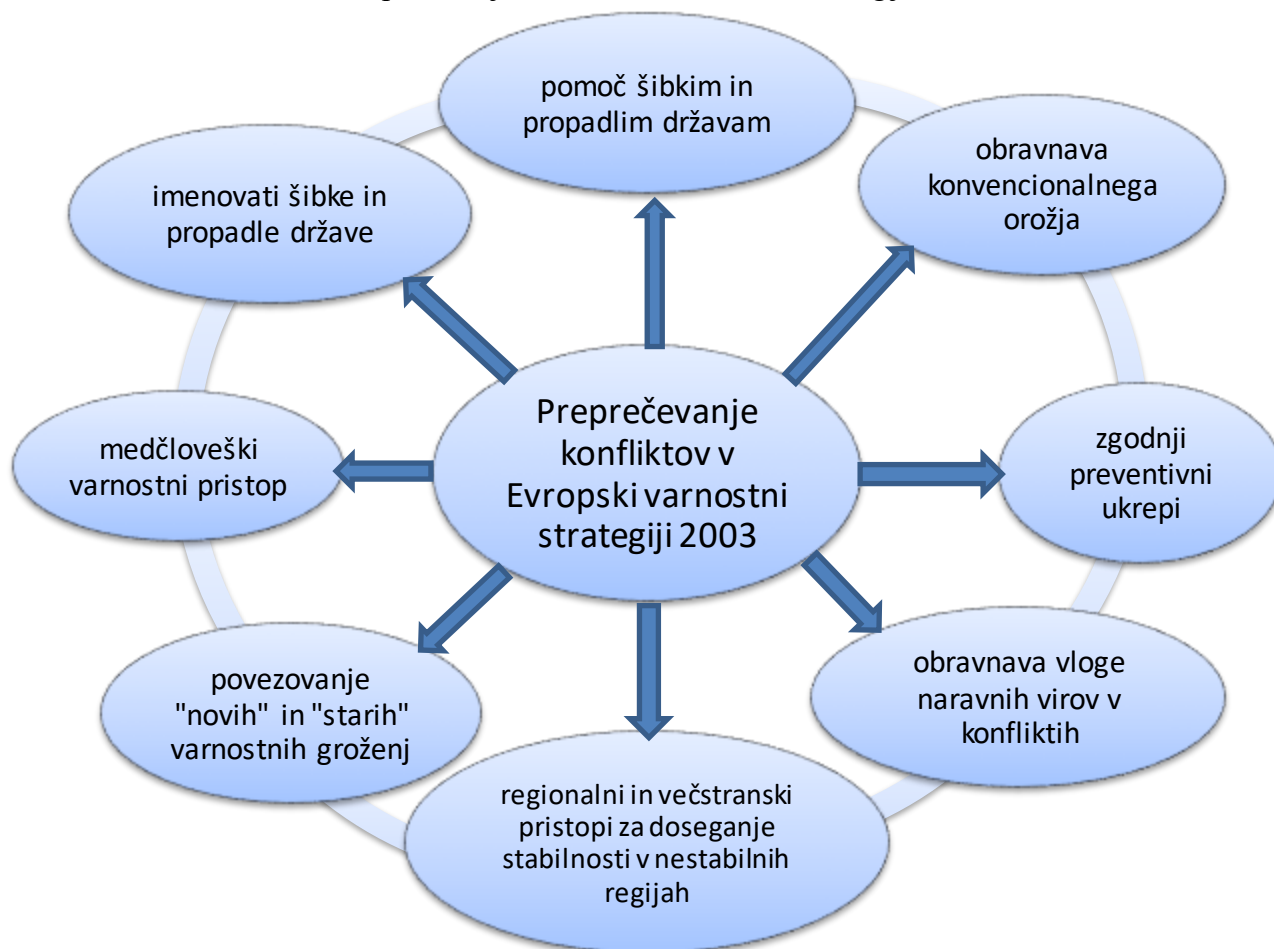 pomoč šibkim in
propadlim državam
obravnava
konvencionalnega
orožja
imenovati šibke in
propadle države
Preprečevanje
konfliktov v
Evropski varnostni
strategiji 2003
medčloveški
varnostni pristop
zgodnji
preventivni
ukrepi
povezovanje
"novih" in "starih"
varnostnih groženj
obravnava vloge
naravnih virov v
konfliktih
regionalni in večstranski
pristopi za doseganje
stabilnosti v nestabilnih
regijah